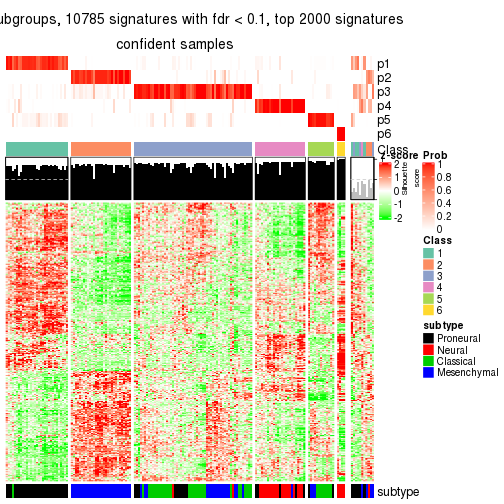 ubgroups, 10785 signatures with fdr < 0.1, top 2000 signatures
confident samples
p1
p2
p3
p4
p5
p6
Class
z-score
2
1
0
-1
-2
Silhouette
score
Prob
1
0.8
0.6
0.4
0.2
0
Class
1
2
3
4
5
6
subtype
Proneural
Neural
Classical
Mesenchymal
subtype